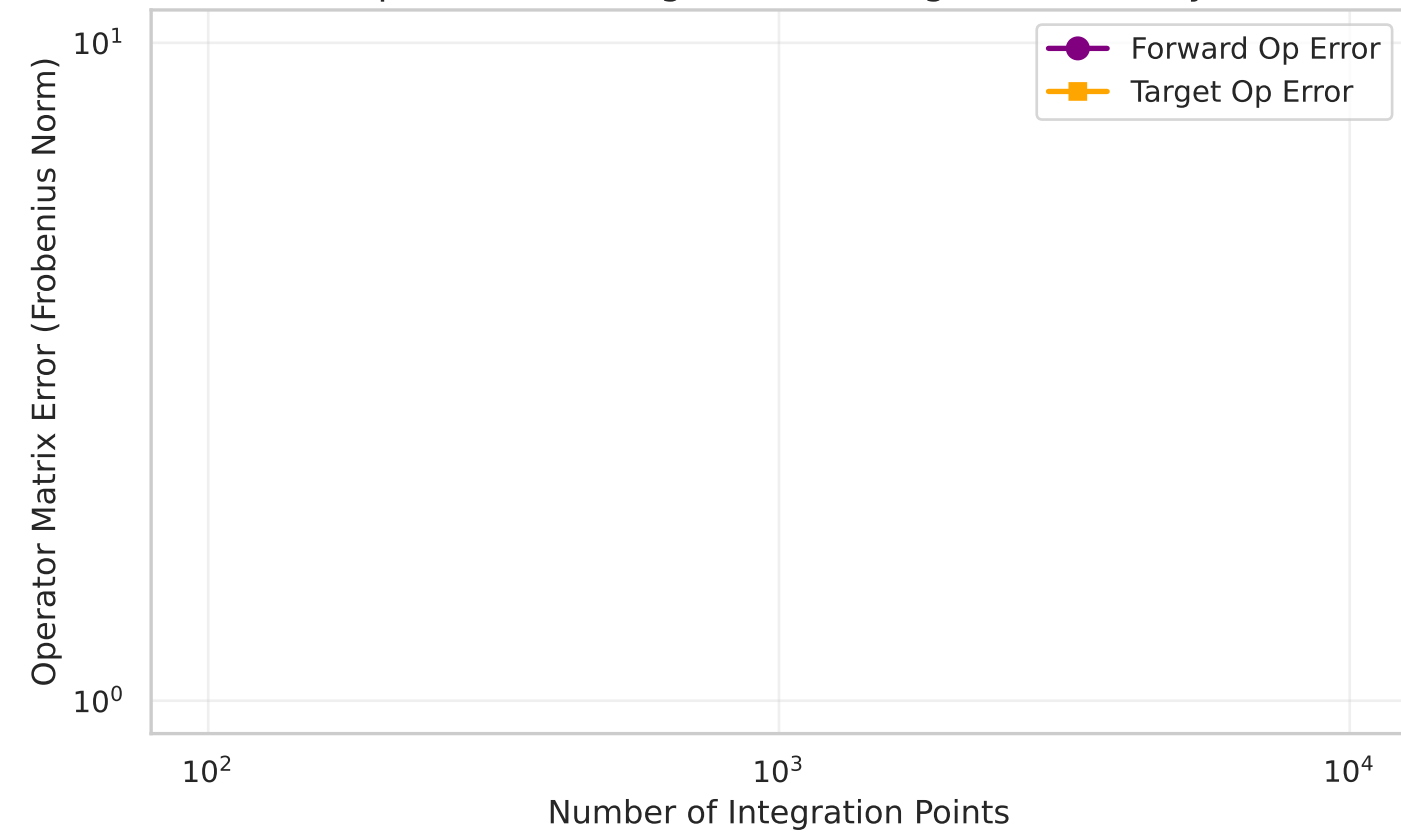 10¹
Forward Op Error
Target Op Error
Operator Matrix Error (Frobenius Norm)
10⁰
10² 10³ 10⁴
Number of Integration Points